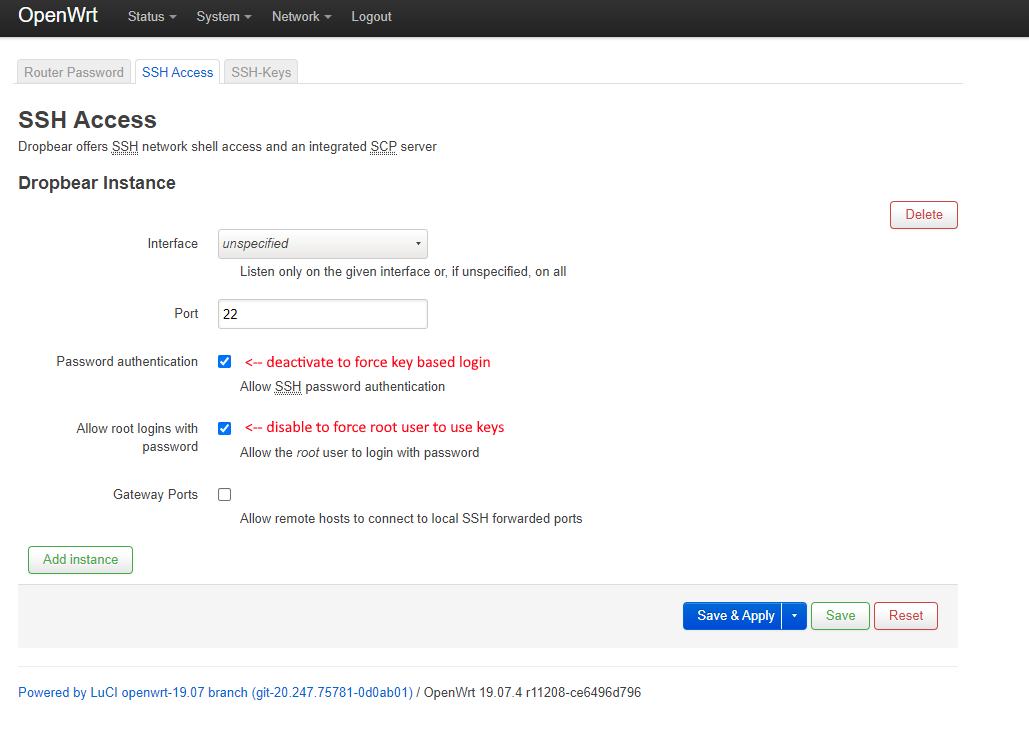 OpenWrt Status System Network Logout
Router Password SSH Access SSH-Keys
SSH Access
Dropbear offers SSH network shell access and an integrated SCP server
Dropbear Instance
Delete
Interface unspecified
Listen only on the given interface or, if unspecified, on all
Port 22
Password authentication <-- deactivate to force key based login
Allow SSH password authentication
Allow root logins with <-- disable to force root user to use keys
password
Allow the root user to login with password
Gateway Ports
Allow remote hosts to connect to local SSH forwarded ports
Add instance
Save & Apply Save Reset
Powered by LuCI openwrt-19.07 branch (git-20.247.75781-0d0ab01) / OpenWrt 19.07.4 r11208-ce6496d796